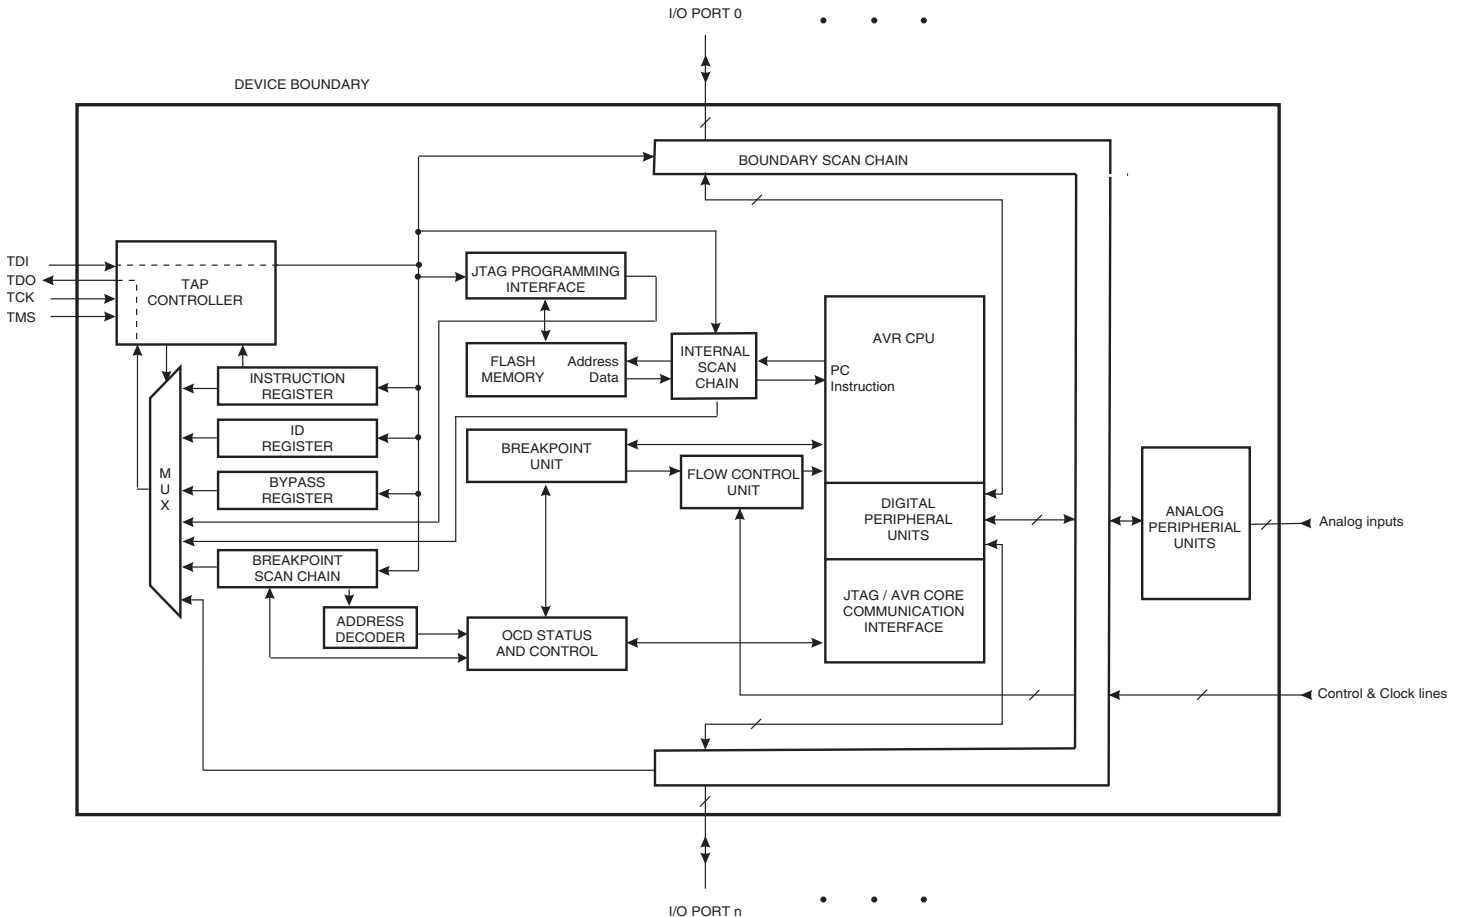 I/O PORT 0
DEVICE BOUNDARY
BOUNDARY SCAN CHAIN
TDI
TDO
TCK
TMS
TAP
CONTROLLER
JTAG PROGRAMMING
INTERFACE
FLASH
MEMORY
Address
Data
INTERNAL
SCAN
CHAIN
AVR CPU
PC
Instruction
INSTRUCTION
REGISTER
ID
REGISTER
BYPASS
REGISTER
M
U
X
BREAKPOINT
UNIT
FLOW CONTROL
UNIT
DIGITAL
PERIPHERAL
UNITS
ANALOG
PERIPHERIAL
UNITS
Analog inputs
BREAKPOINT
SCAN CHAIN
ADDRESS
DECODER
OCD STATUS
AND CONTROL
JTAG / AVR CORE
COMMUNICATION
INTERFACE
Control & Clock lines
I/O PORT n